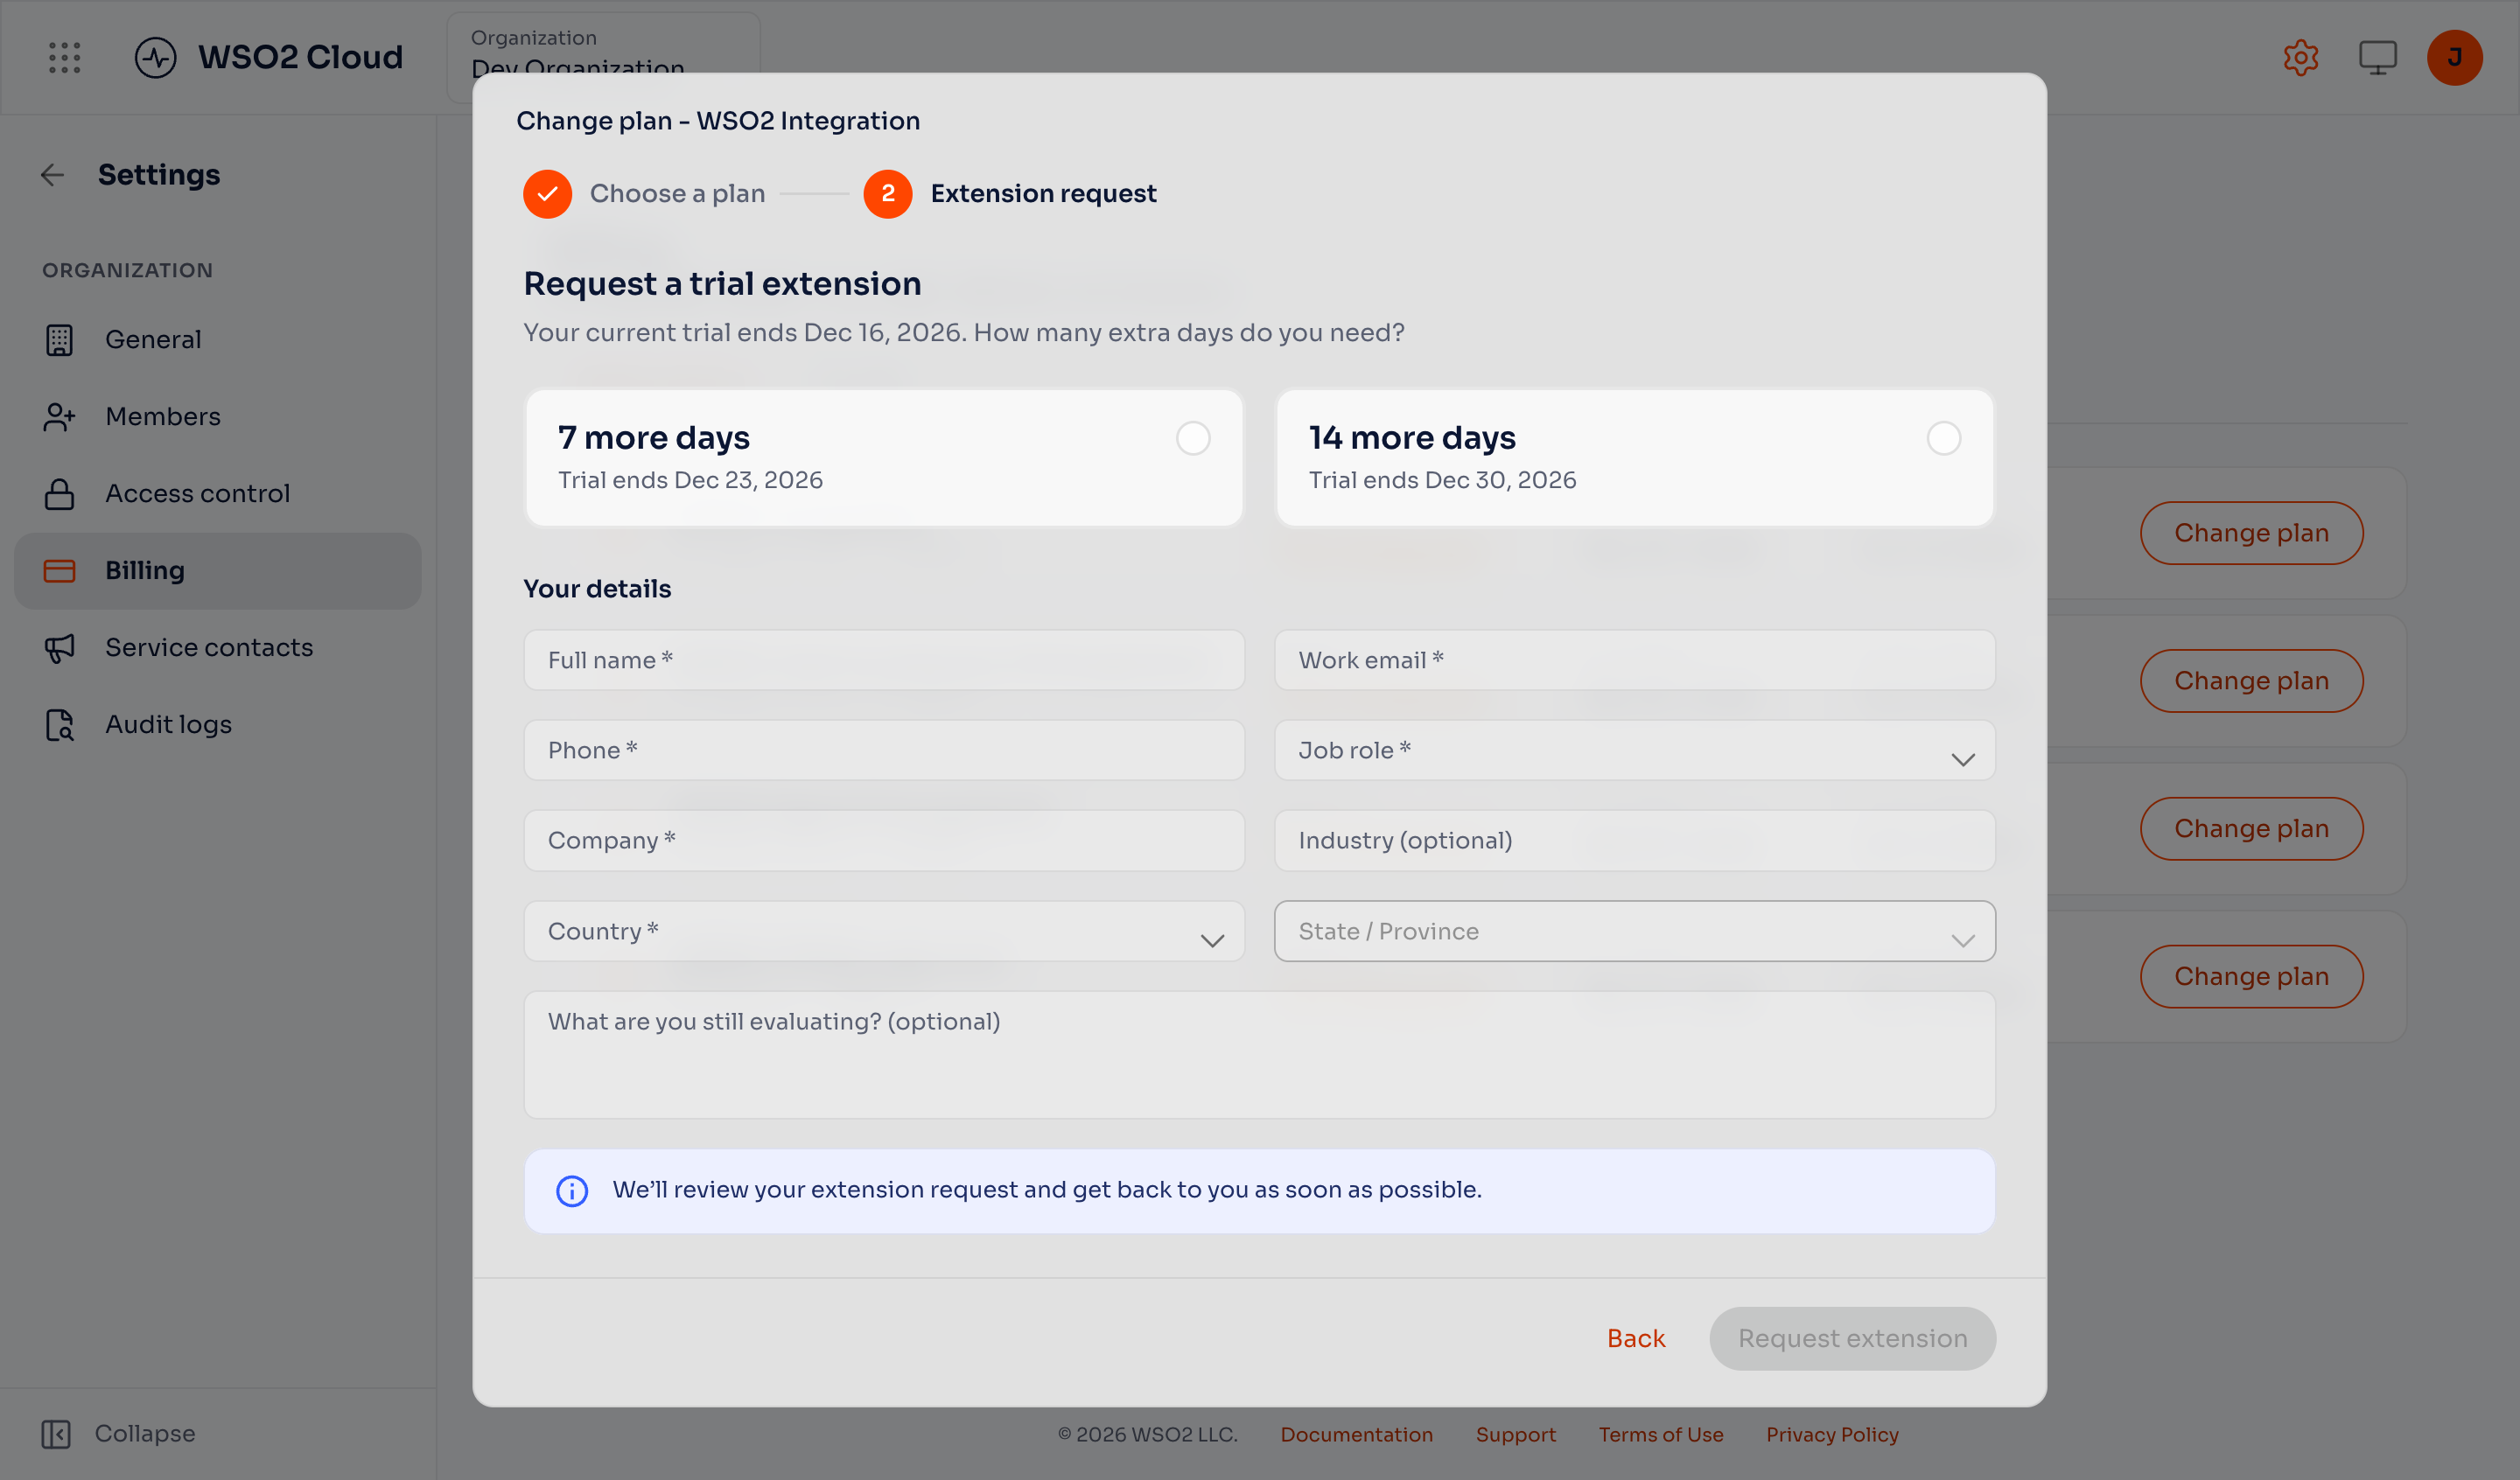 WSO2 Cloud
Organization
Dev Organization
J
Settings
ORGANIZATION
General
Members
Access control
Billing
Service contacts
Audit logs
Collapse
Change plan - WSO2 Integration
Choose a plan
2 Extension request
Request a trial extension
Your current trial ends Dec 16, 2026. How many extra days do you need?
7 more days
Trial ends Dec 23, 2026
14 more days
Trial ends Dec 30, 2026
Your details
Full name *
Work email *
Phone *
Job role *
Company *
Industry (optional)
Country *
State / Province
What are you still evaluating? (optional)
We’ll review your extension request and get back to you as soon as possible.
Back
Request extension
Change plan
Change plan
Change plan
Change plan
© 2026 WSO2 LLC. Documentation Support Terms of Use Privacy Policy